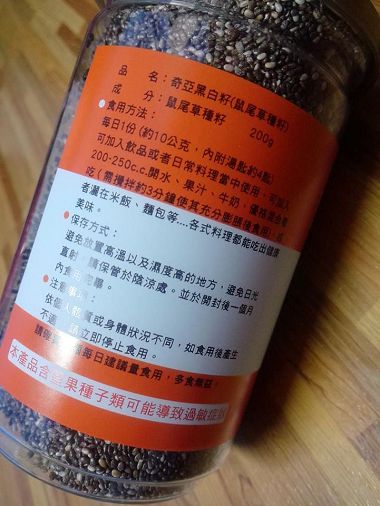 品　名：奇亞黑白籽(鼠尾草種籽)
成　分：鼠尾草種籽　200g
●食用方法：
每日1份(約10公克，內附湯匙約4匙)
可加入飲品或者日常料理當中使用，可加入
200-250c.c.開水、果汁、牛奶、優格混合著
吃(需攪拌約3分鐘使其充分膨脹後食用)，或
者灑在米飯、麵包等....各式料理都能吃出健康
美味。
●保存方式：
避免放置高溫以及濕度高的地方，避免日光
直射，請保管於陰涼處。並於開封後一個月
內食用完畢。
●注意事項：
依個人體質或身體狀況不同，如食用後產生
不適，請立即停止食用。
請確 每日建議量食用，多食無益。
本產品含堅果種子類可能導致過敏症狀